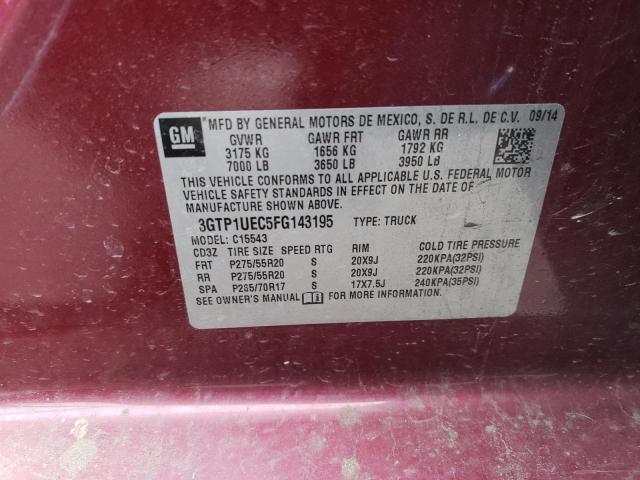 GM
*MFD BY GENERAL MOTORS DE MEXICO, S. DE R.L. DE C.V. 09/14
GVWR GAWR FRT GAWR RR
3175 KG 1656 KG 1792 KG
7000 LB 3650 LB 3950 LB
THIS VEHICLE CONFORMS TO ALL APPLICABLE U.S. FEDERAL MOTOR
VEHICLE SAFETY STANDARDS IN EFFECT ON THE DATE OF
MANUFACTURE SHOWN ABOVE.
3GTP1UEC5FG143195 TYPE: TRUCK
MODEL: C15543
CD3Z TIRE SIZE SPEED RTG RIM COLD TIRE PRESSURE
FRT P275/55R20 S 20X9J 220KPA(32PSI)
RR P275/55R20 S 20X9J 220KPA(32PSI)
SPA P265/70R17 S 17X7.5J 240KPA(35PSI)
SEE OWNER'S MANUAL FOR MORE INFORMATION.